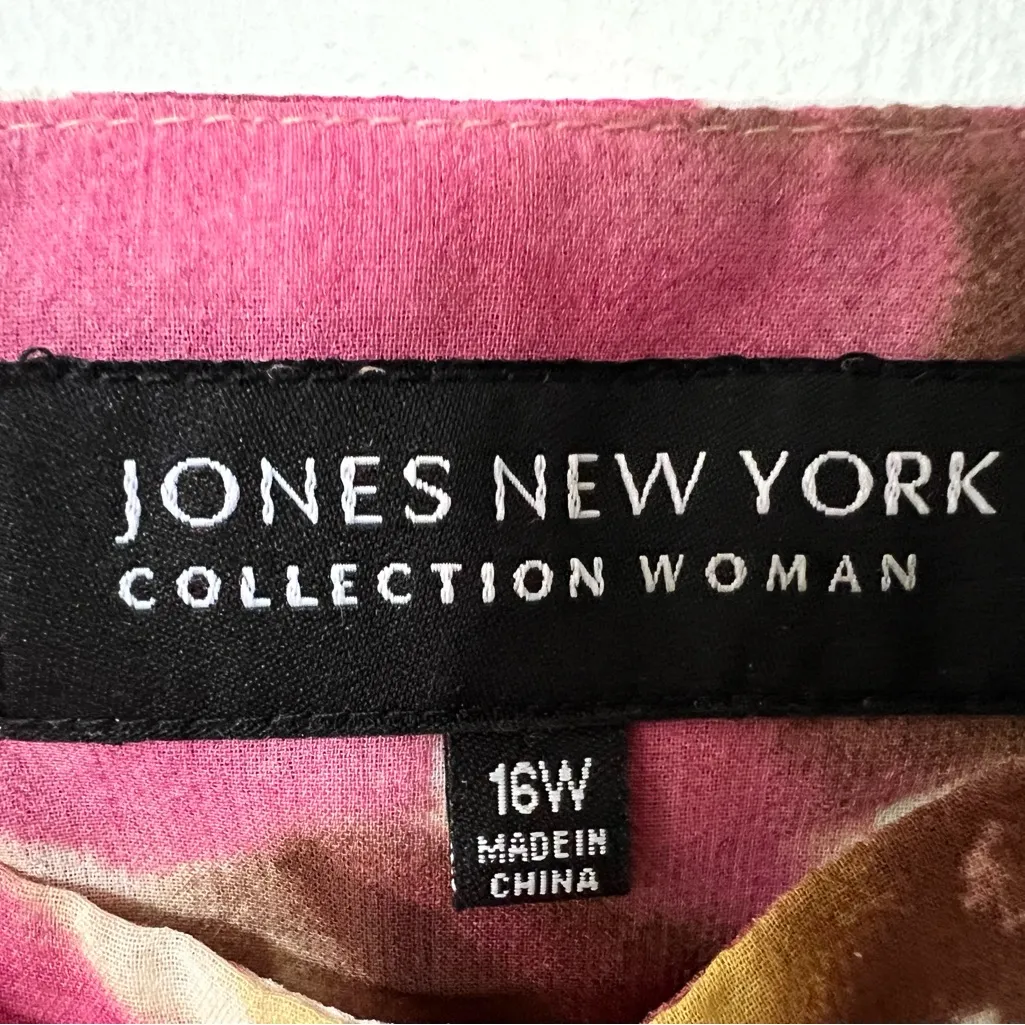 JONES NEW YORK
COLLECTION WOMAN
16W
MADE IN
CHINA